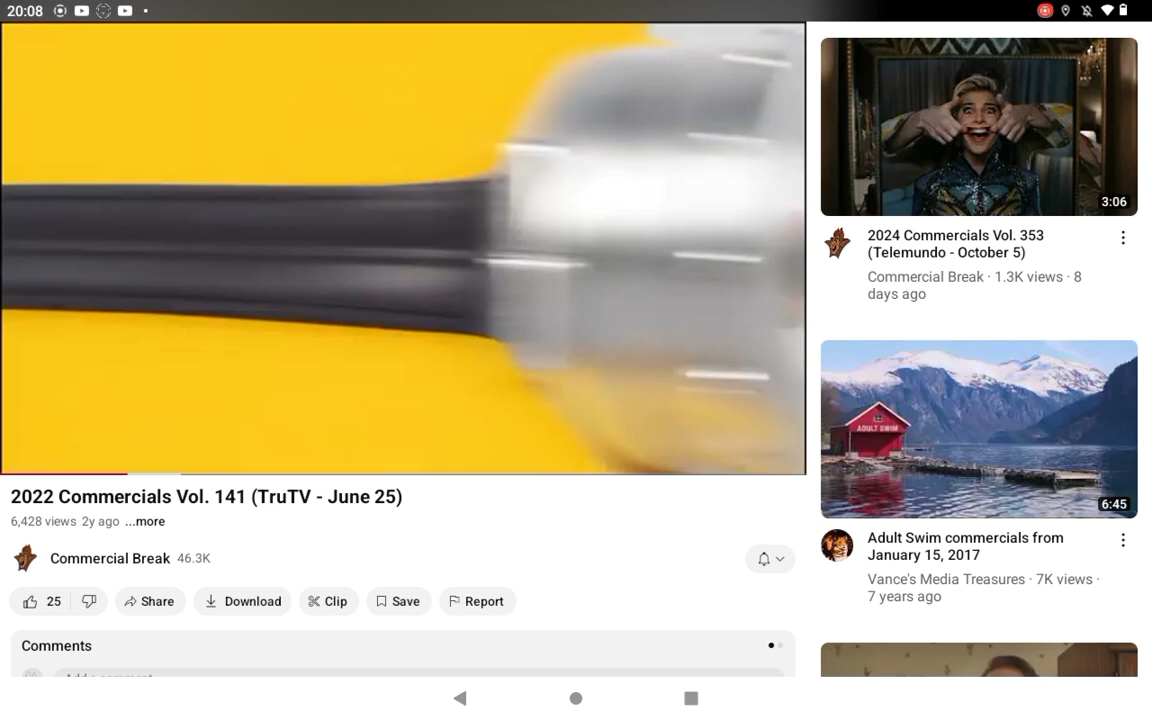 20:08
3:06
2024 Commercials Vol. 353
(Telemundo - October 5)
Commercial Break · 1.3K views · 8
days ago
ADULT SWIM
6:45
Adult Swim commercials from
January 15, 2017
Vance's Media Treasures · 7K views ·
7 years ago
2022 Commercials Vol. 141 (TruTV - June 25)
6,428 views 2y ago ...more
Commercial Break 46.3K
25 Share Download Clip Save Report
Comments
Add a comment